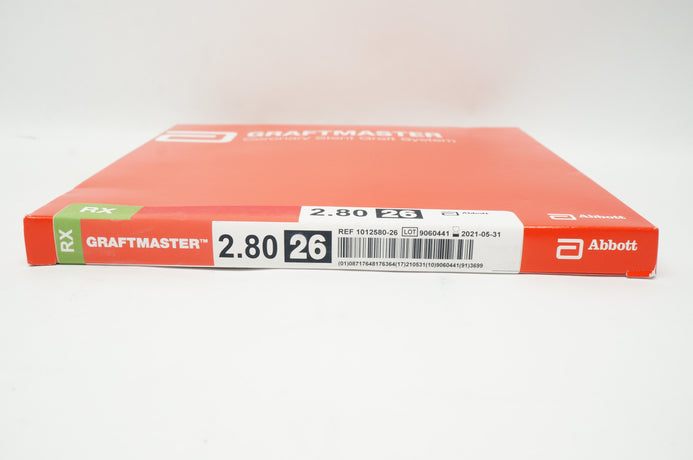 GRAFTMASTER
Coronary Stent Graft System
RX
2.80 26 Abbott
Abbott
RX
GRAFTMASTER™
2.80 26
REF 1012580-26 LOT 9060441 2021-05-31
(01)08717648176364(17)210531(10)9060441(91)3699
Abbott